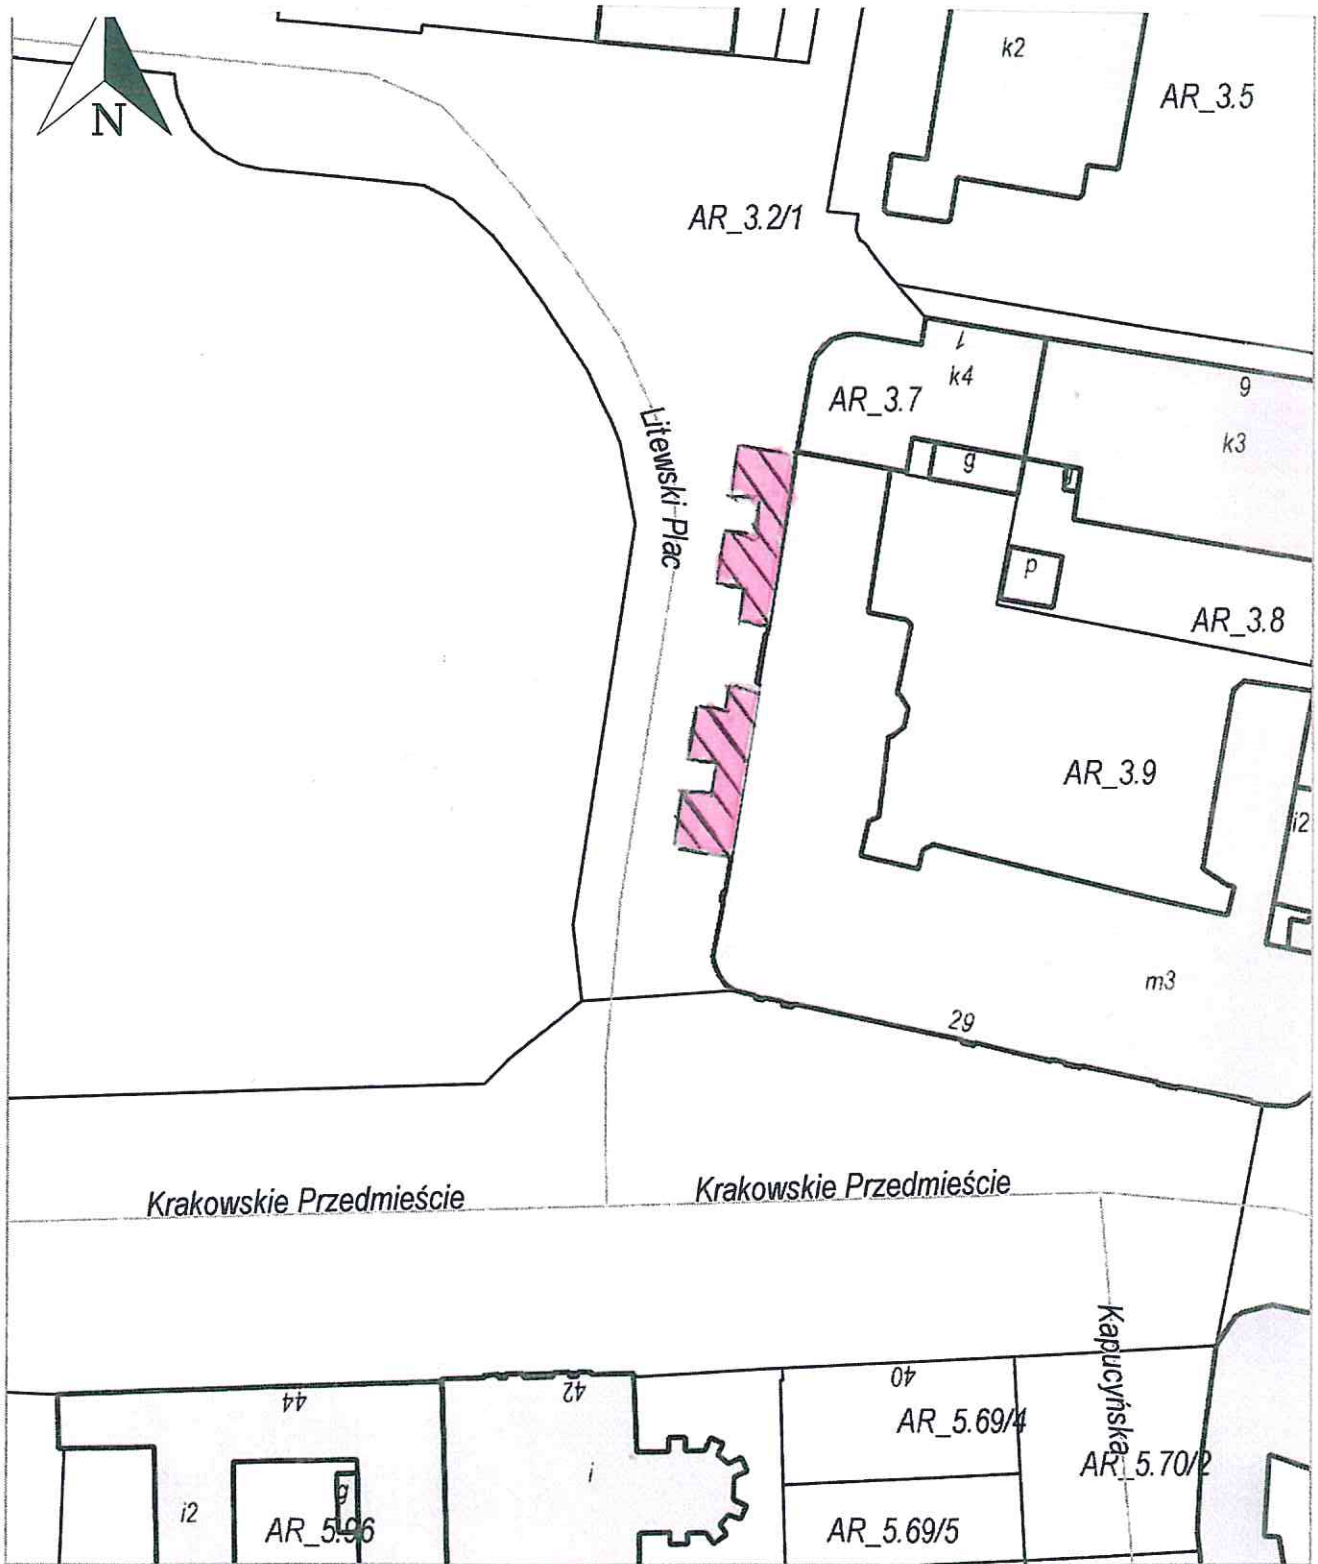 N
k2
AR_3.5
AR_3.2/1
1
k4
AR_3.7
9
k3
g
Litewski Plac
p
AR_3.8
AR_3.9
i2
m3
29
Krakowskie Przedmieście
Krakowskie Przedmieście
Kapucyńska
44
42
40
AR_5.69/4
AR_5.70/2
i
g
i2
AR_5.96
AR_5.69/5